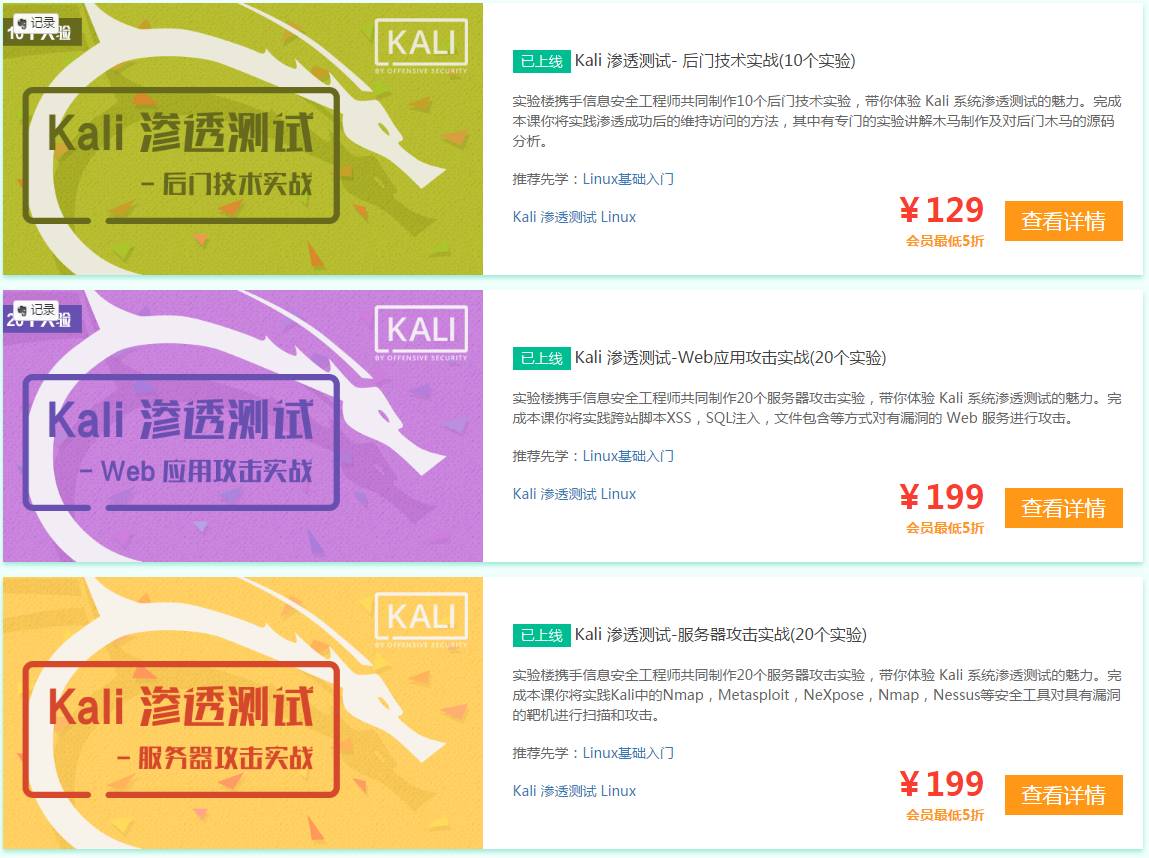 记录
KALI
BY OFFENSIVE SECURITY
Kali 渗透测试
- 后门技术实战
已上线 Kali 渗透测试- 后门技术实战(10个实验)
实验楼携手信息安全工程师共同制作10个后门技术实验，带你体验 Kali 系统渗透测试的魅力。完成
本课你将实践渗透成功后的维持访问的方法，其中有专门的实验讲解木马制作及对后门木马的源码
分析。
推荐先学：Linux基础入门
Kali 渗透测试 Linux
¥129
会员最低5折
查看详情
记录
KALI
BY OFFENSIVE SECURITY
Kali 渗透测试
- Web 应用攻击实战
已上线 Kali 渗透测试-Web应用攻击实战(20个实验)
实验楼携手信息安全工程师共同制作20个服务器攻击实验，带你体验 Kali 系统渗透测试的魅力。完
成本课你将实践跨站脚本XSS，SQL注入，文件包含等方式对有漏洞的 Web 服务进行攻击。
推荐先学：Linux基础入门
Kali 渗透测试 Linux
¥199
会员最低5折
查看详情
KALI
BY OFFENSIVE SECURITY
Kali 渗透测试
- 服务器攻击实战
已上线 Kali 渗透测试-服务器攻击实战(20个实验)
实验楼携手信息安全工程师共同制作20个服务器攻击实验，带你体验 Kali 系统渗透测试的魅力。完
成本课你将实践Kali中的Nmap，Metasploit，NeXpose，Nmap，Nessus等安全工具对具有漏洞
的靶机进行扫描和攻击。
推荐先学：Linux基础入门
Kali 渗透测试 Linux
¥199
会员最低5折
查看详情